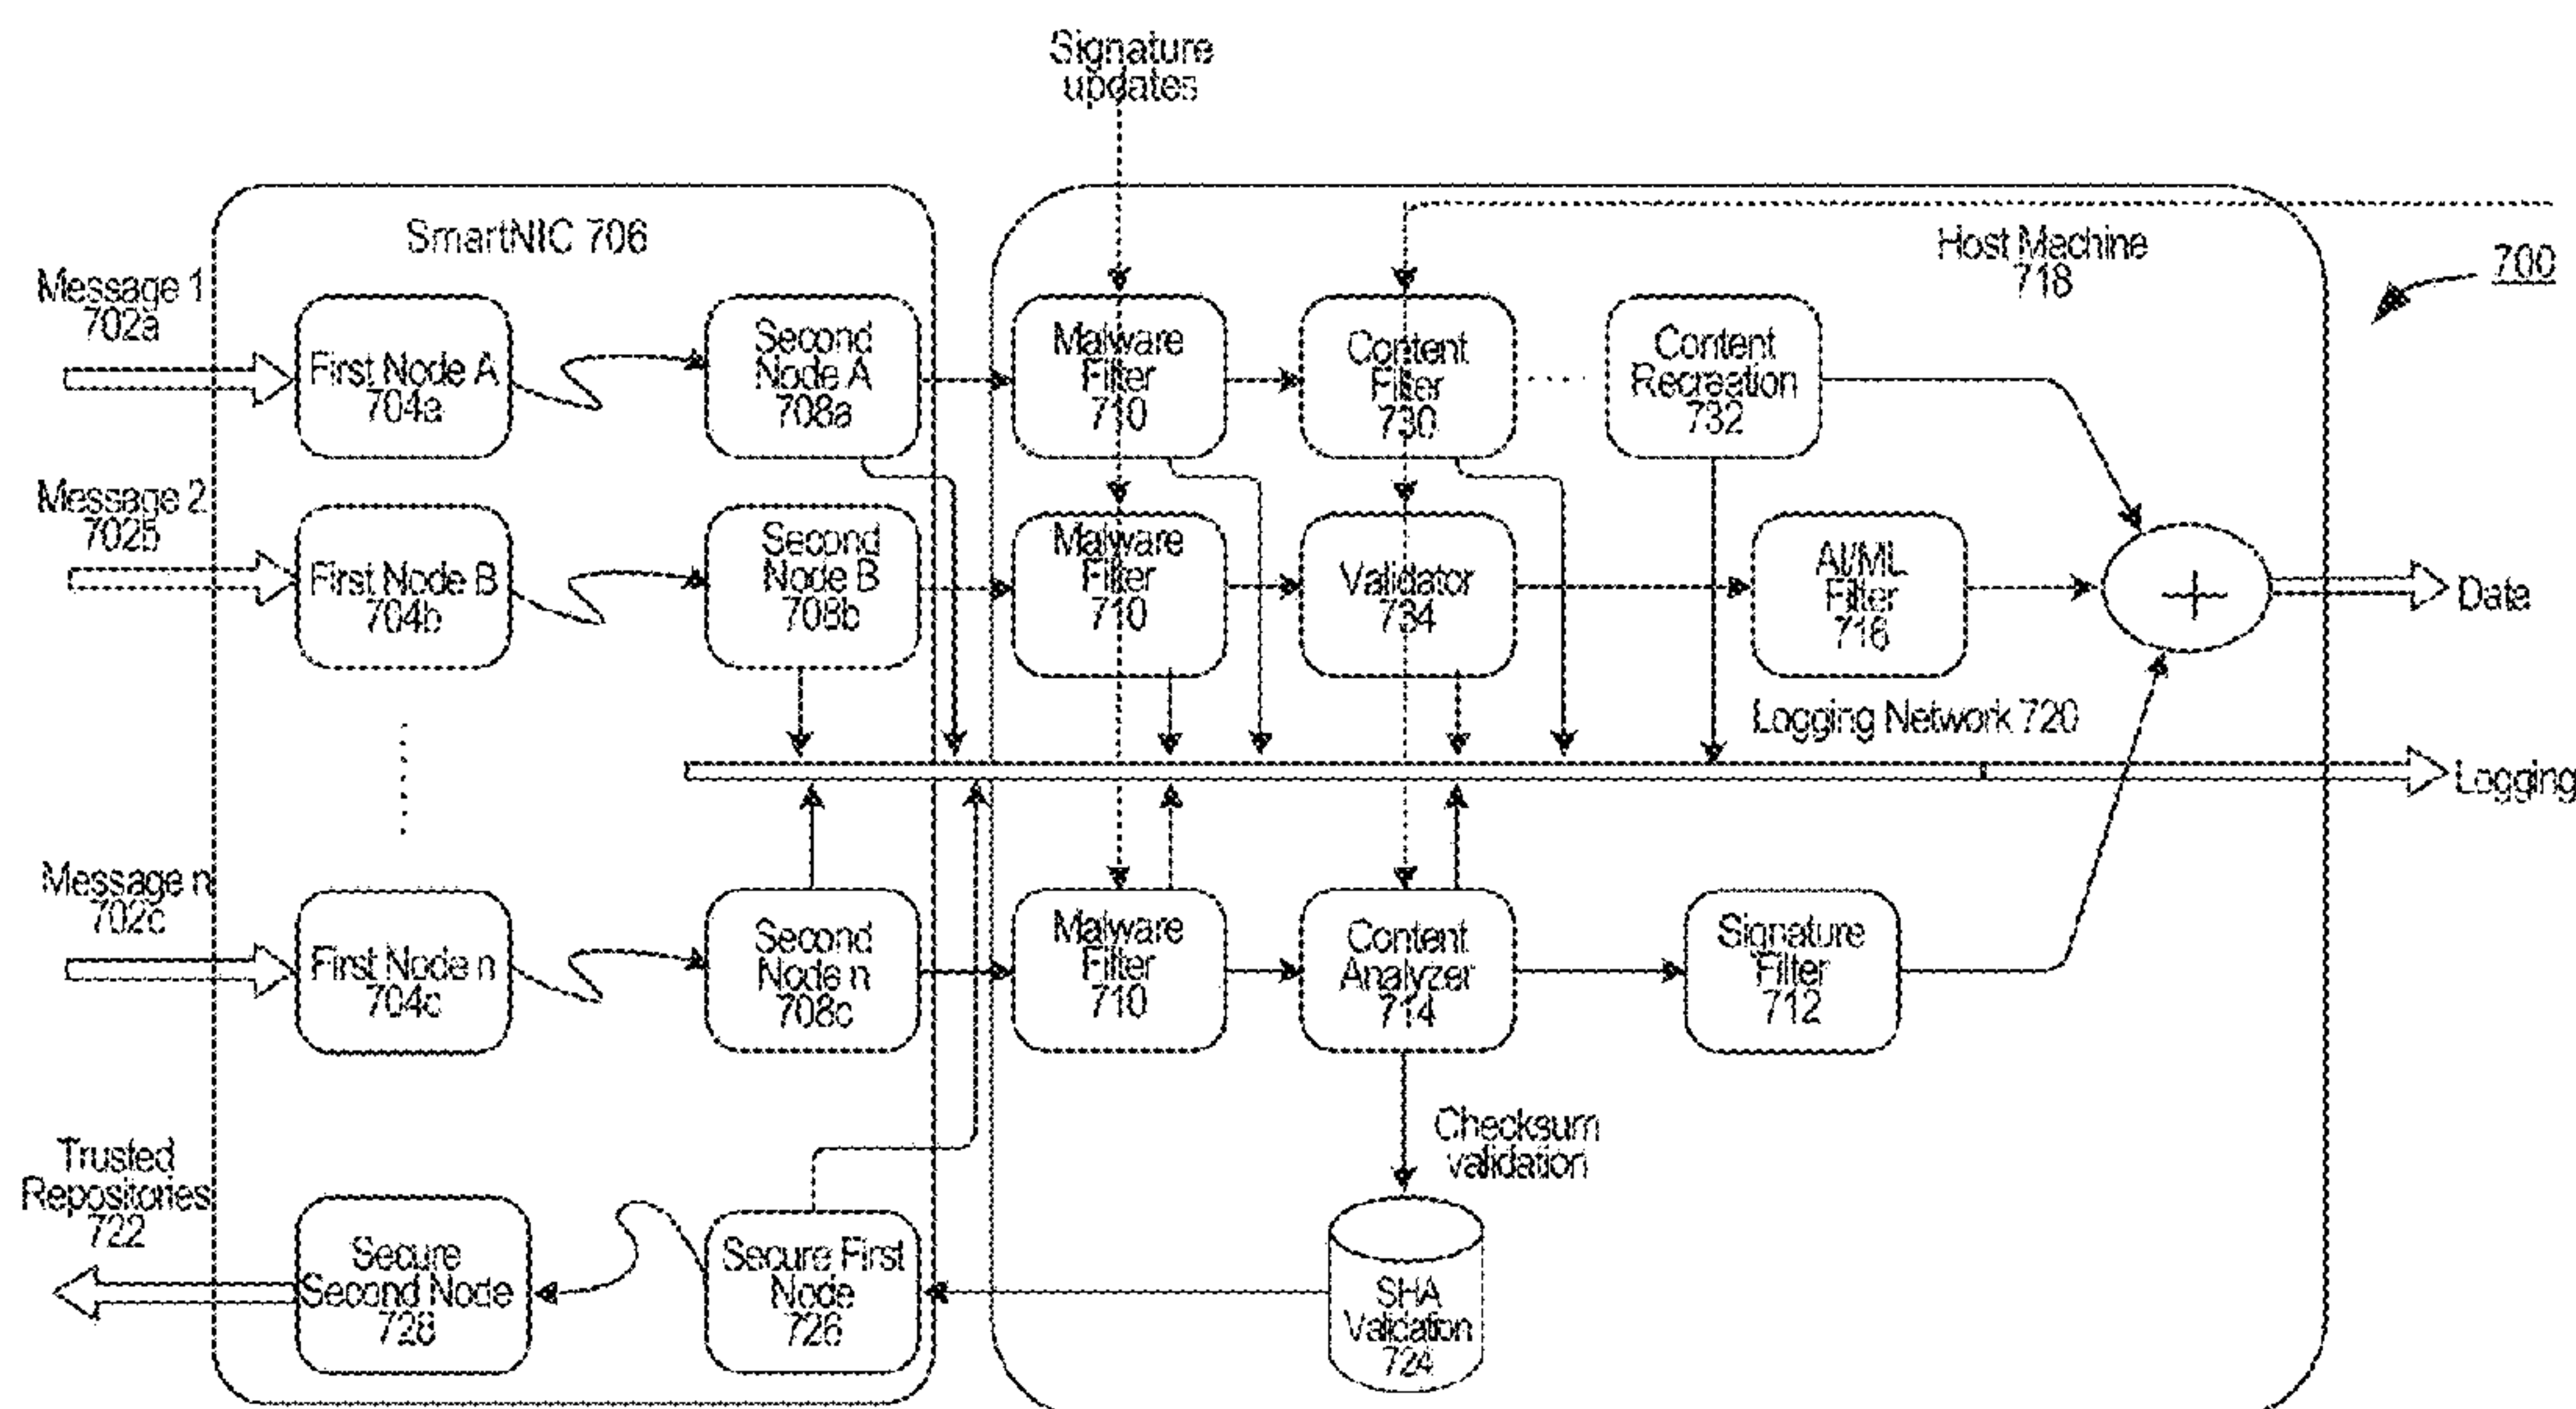 Signature
updates
SmartNIC 706
Host Machine
718
700
Message 1
702a
First Node A
704a
Second
Node A
708a
Malware
Filter
710
Content
Filter
730
Content
Recreation
732
Message 2
702b
First Node B
704b
Second
Node B
708b
Malware
Filter
710
Validator
734
AI/ML
Filter
716
+
Data
Logging Network 720
Logging
Message n
702c
First Node n
704c
Second
Node n
708c
Malware
Filter
710
Content
Analyzer
714
Signature
Filter
712
Checksum
validation
Trusted
Repositories
722
Secure
Second Node
728
Secure First
Node
726
SHA
Validation
724